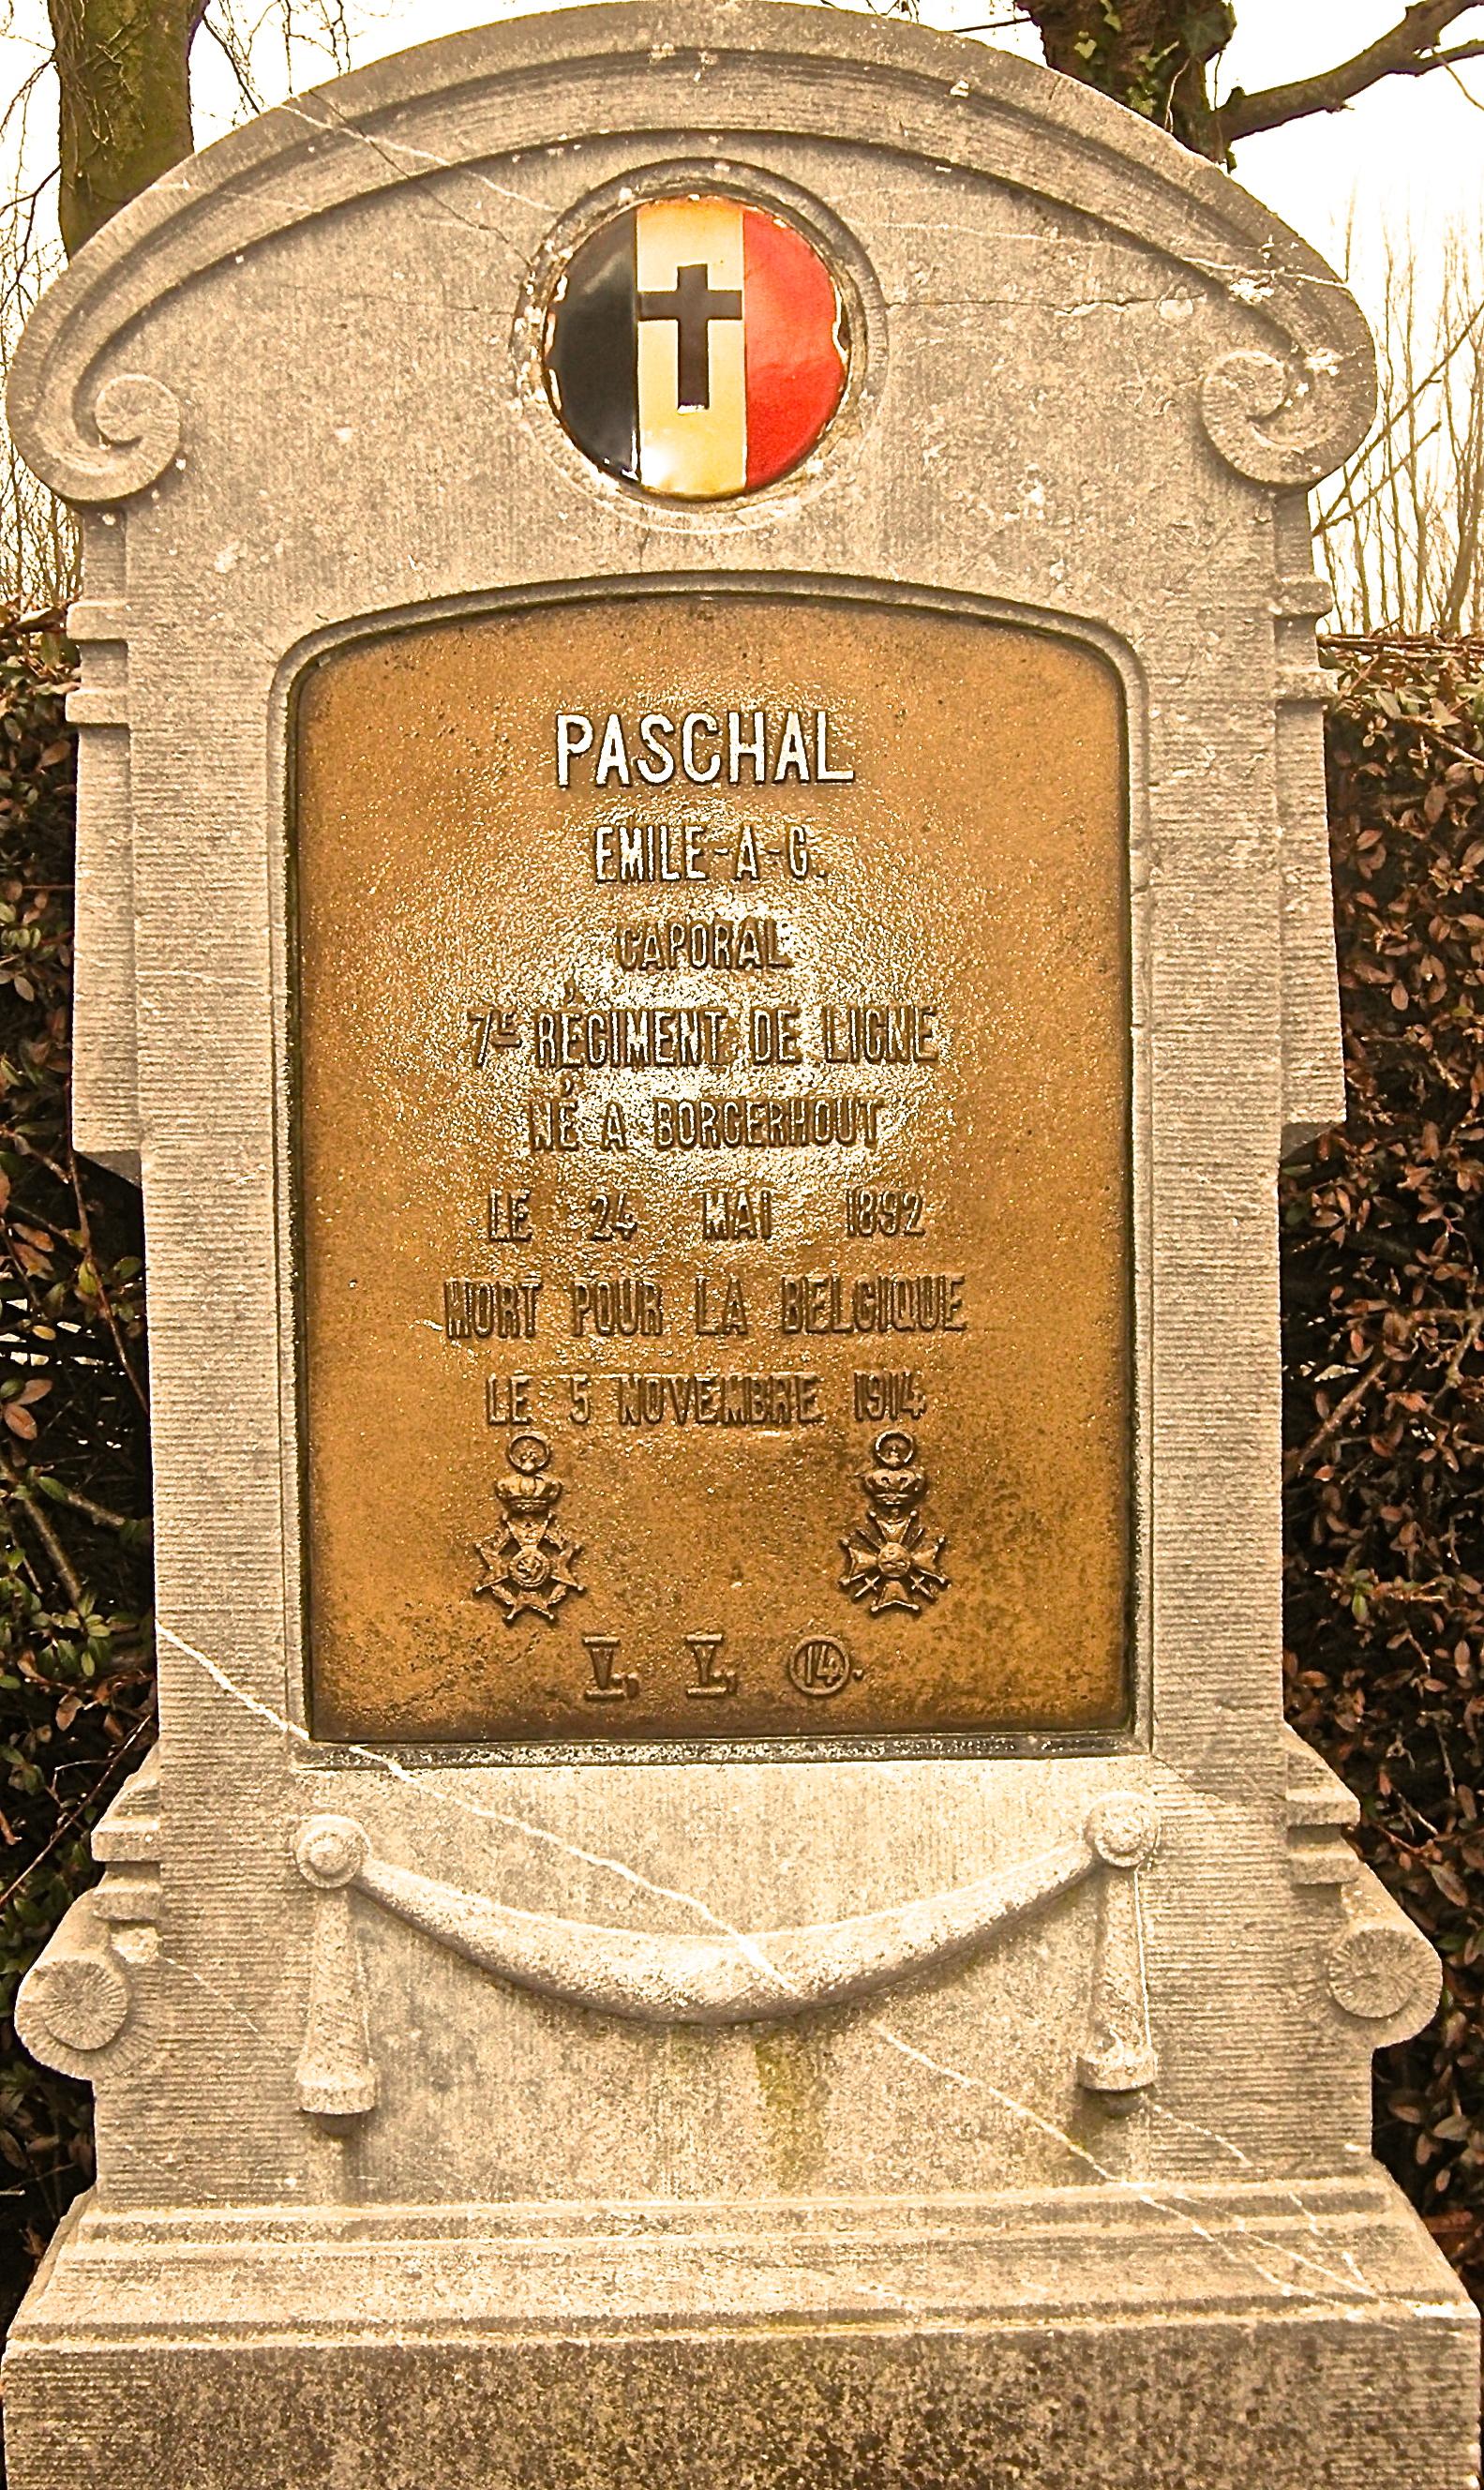 PASCHAL
EMILE-A-G.
CAPORAL
7E RÉGIMENT DE LIGNE
NÉ A BORGERHOUT
LE 24 MAI 1892
MORT POUR LA BELGIQUE
LE 5 NOVEMBRE 1914
I. I. 14.